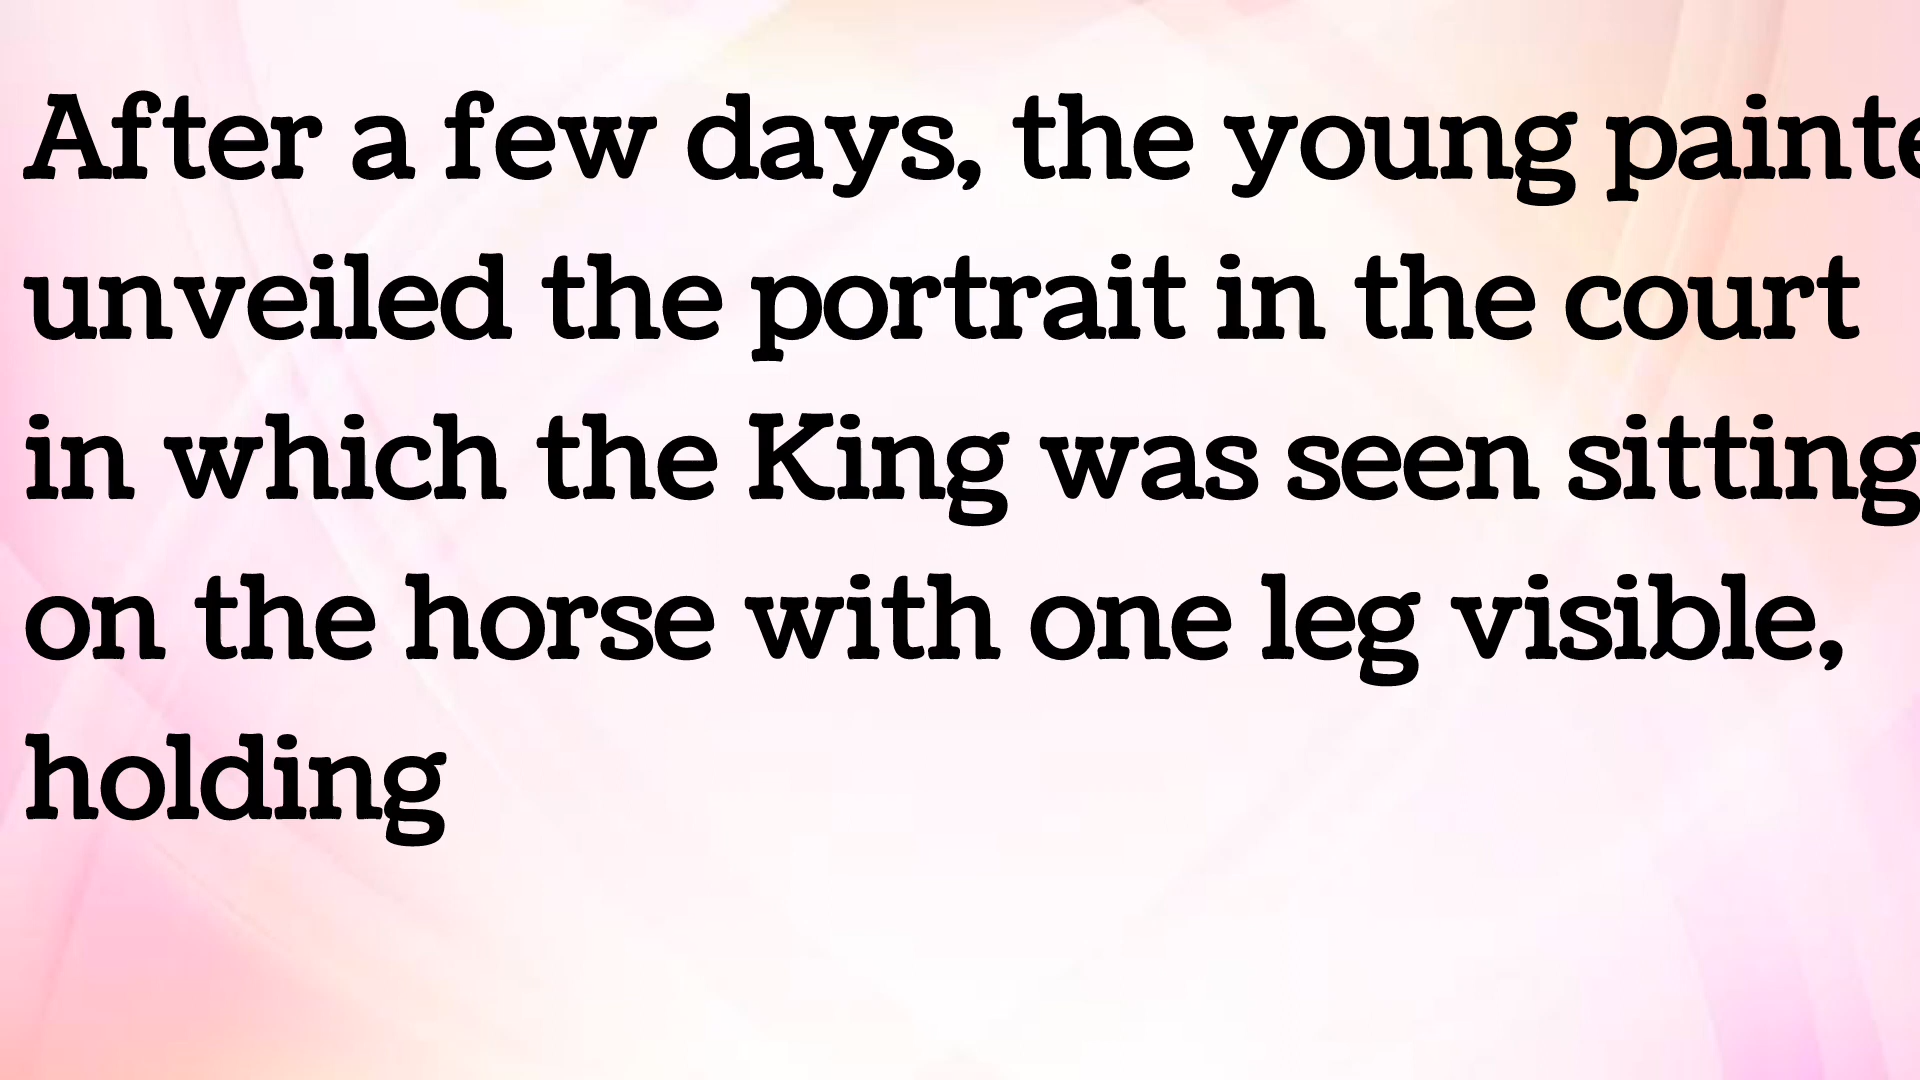 After a few days, the young painte
unveiled the portrait in the court
in which the King was seen sitting
on the horse with one leg visible,
holding